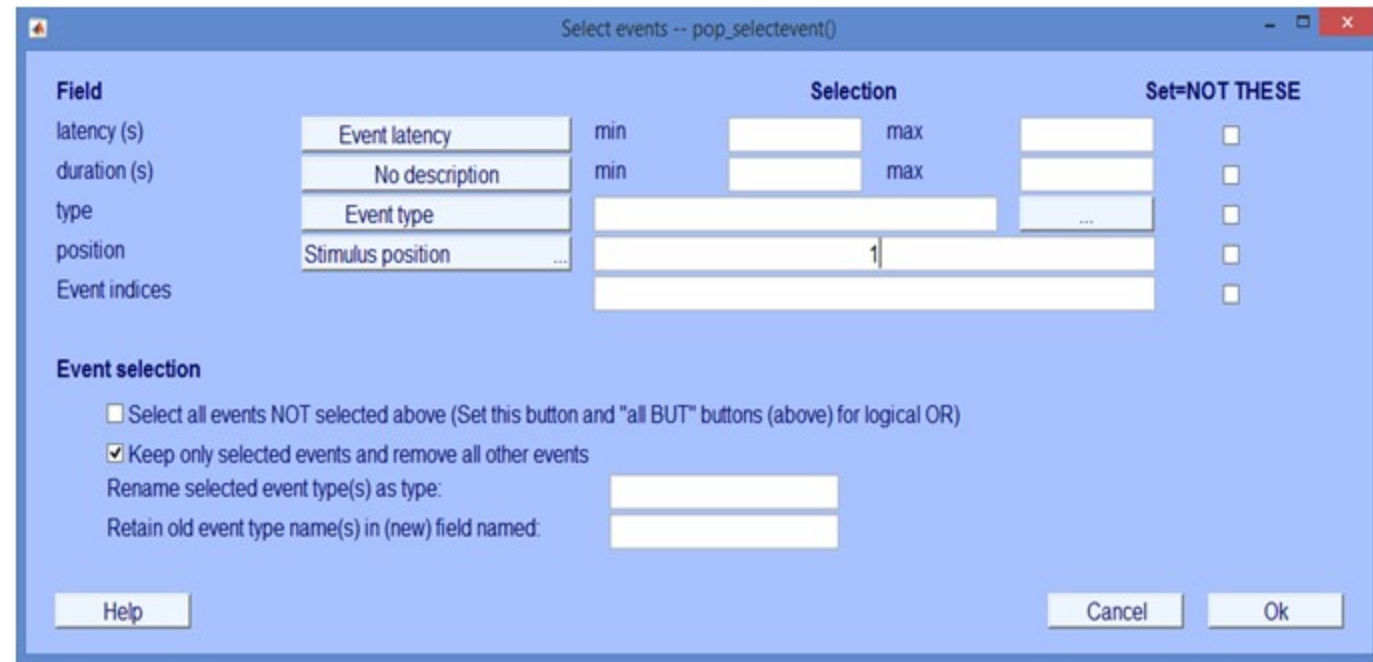 Select events -- pop_selectevent()
Field Selection Set=NOT THESE
latency (s) Event latency min max
duration (s) No description min max
type Event type ...
position Stimulus position ... 1
Event indices
Event selection
Select all events NOT selected above (Set this button and "all BUT" buttons (above) for logical OR)
Keep only selected events and remove all other events
Rename selected event type(s) as type:
Retain old event type name(s) in (new) field named:
Help Cancel Ok